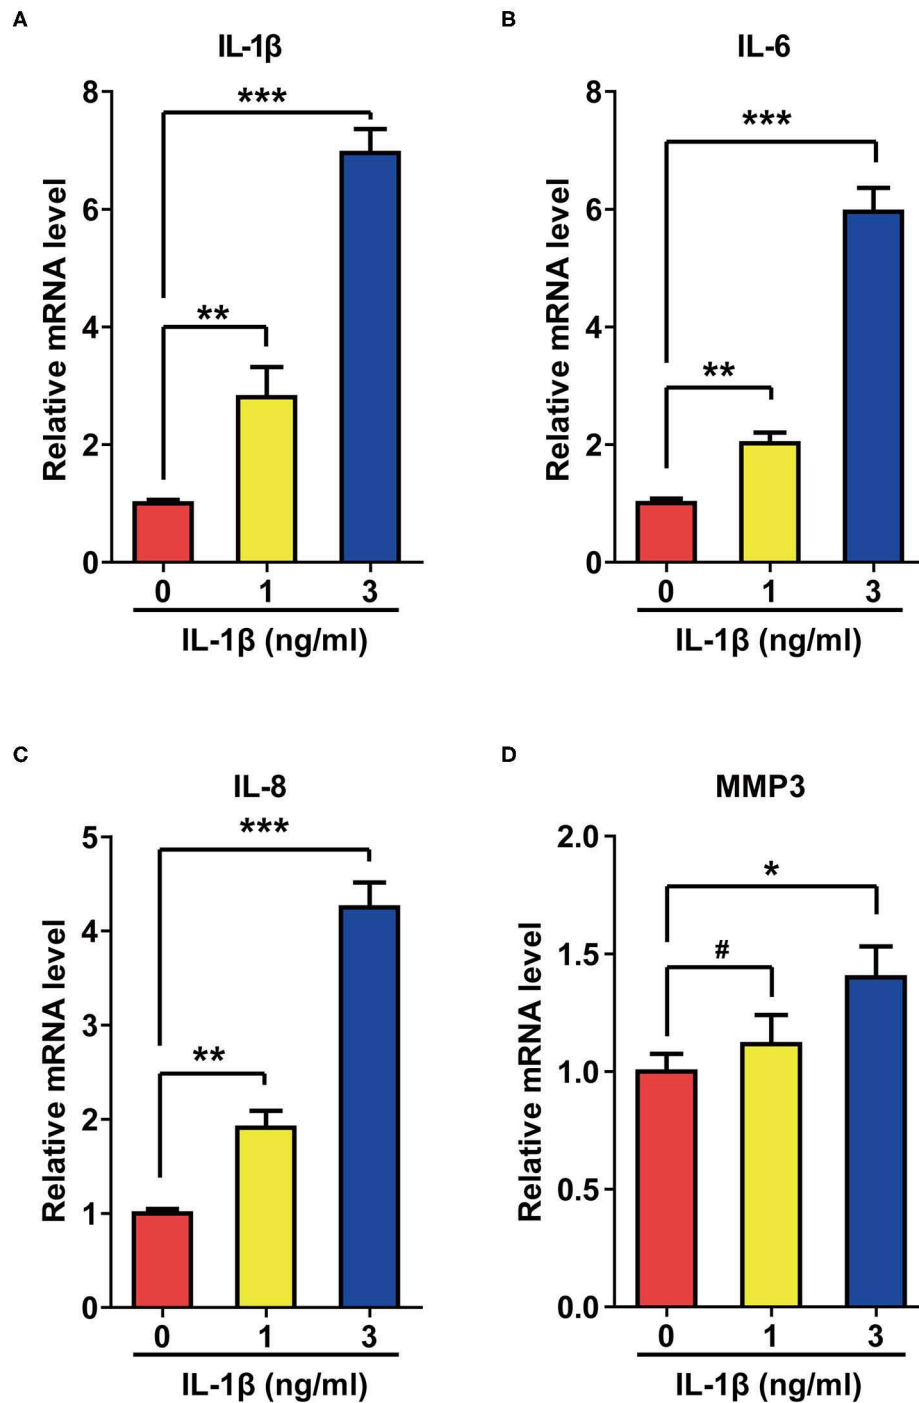 A
IL-1β
Relative mRNA level
8
6
4
2
0
***
**
0 1 3
IL-1β (ng/ml)
B
IL-6
Relative mRNA level
8
6
4
2
0
***
**
0 1 3
IL-1β (ng/ml)
C
IL-8
Relative mRNA level
5
4
3
2
1
0
***
**
0 1 3
IL-1β (ng/ml)
D
MMP3
Relative mRNA level
2.0
1.5
1.0
0.5
0.0
*
#
0 1 3
IL-1β (ng/ml)